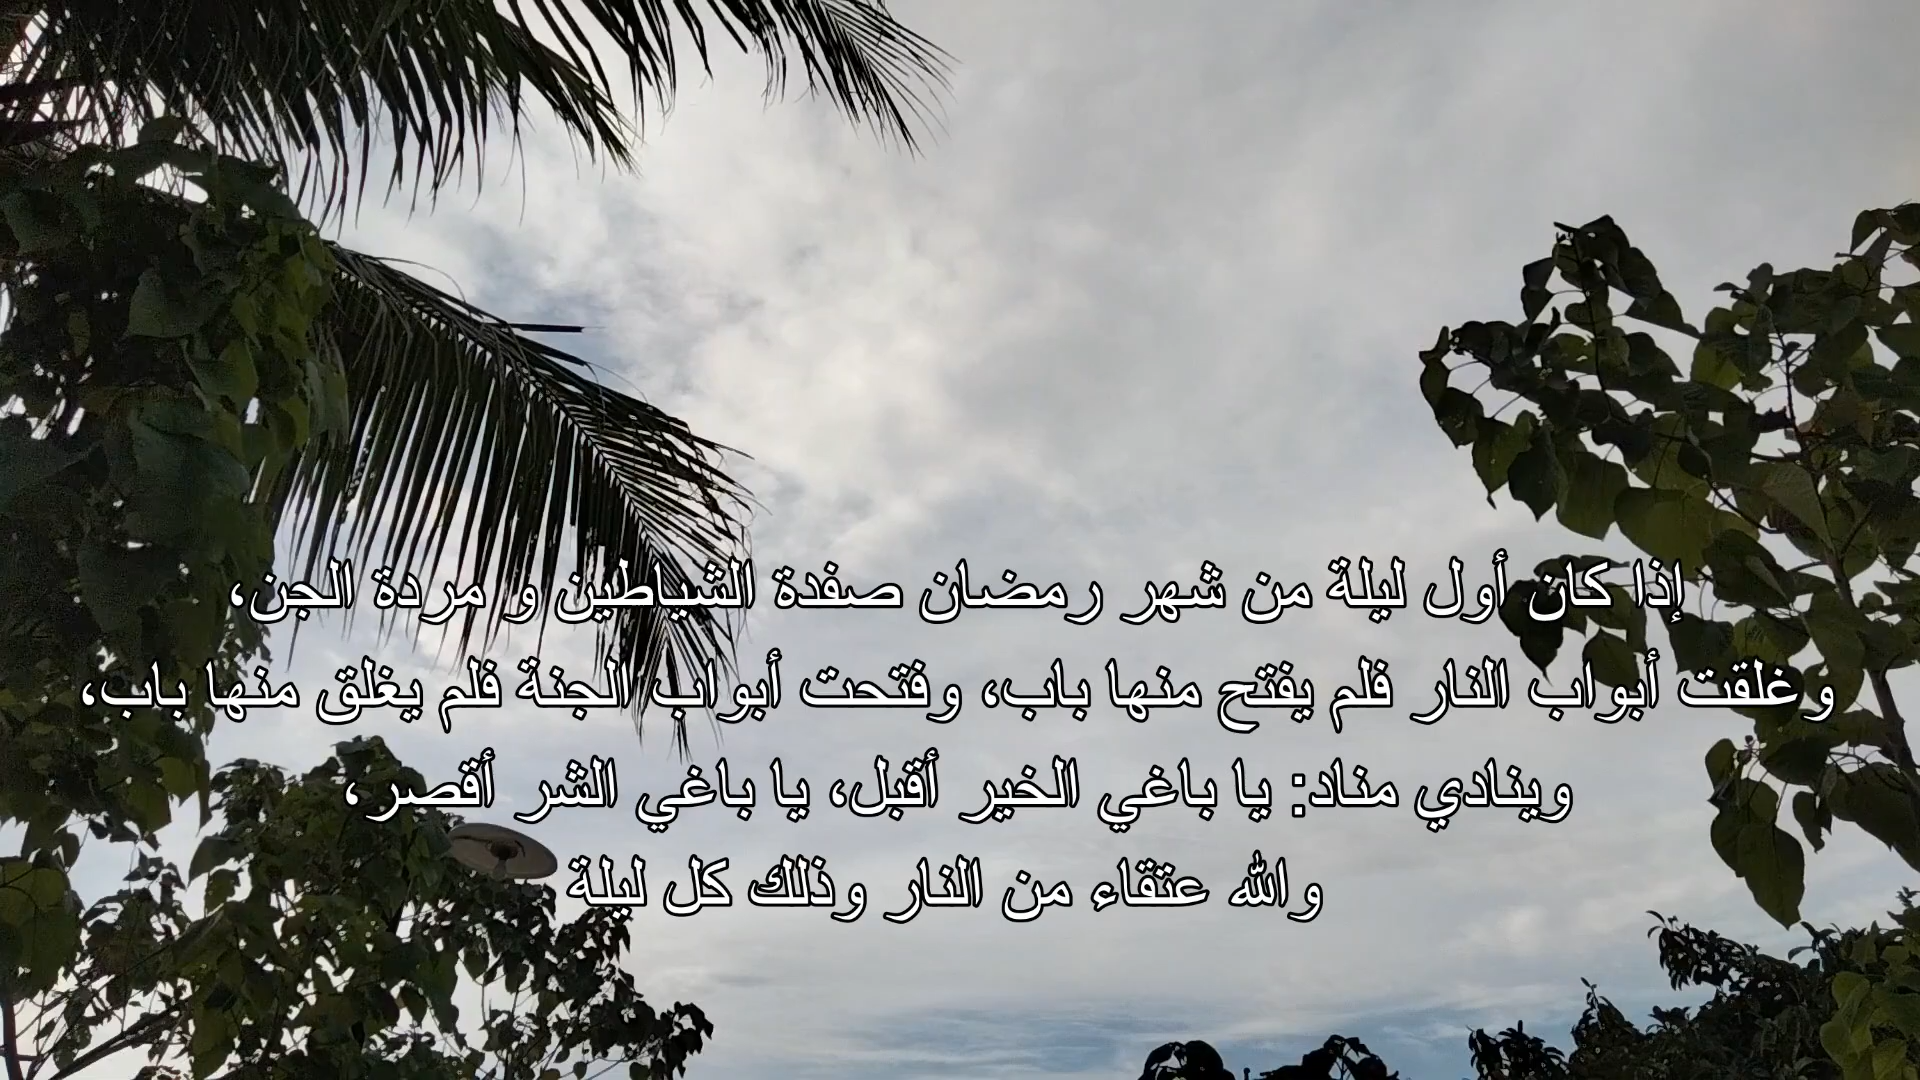 إذا كان أول ليلة من شهر رمضان صفدة الشياطين و مردة الجن،
وغلقت أبواب النار فلم يفتح منها باب، وفتحت أبواب الجنة فلم يغلق منها باب،
وينادي مناد: يا باغي الخير أقبل، يا باغي الشر أقصر،
والله عتقاء من النار وذلك كل ليلة